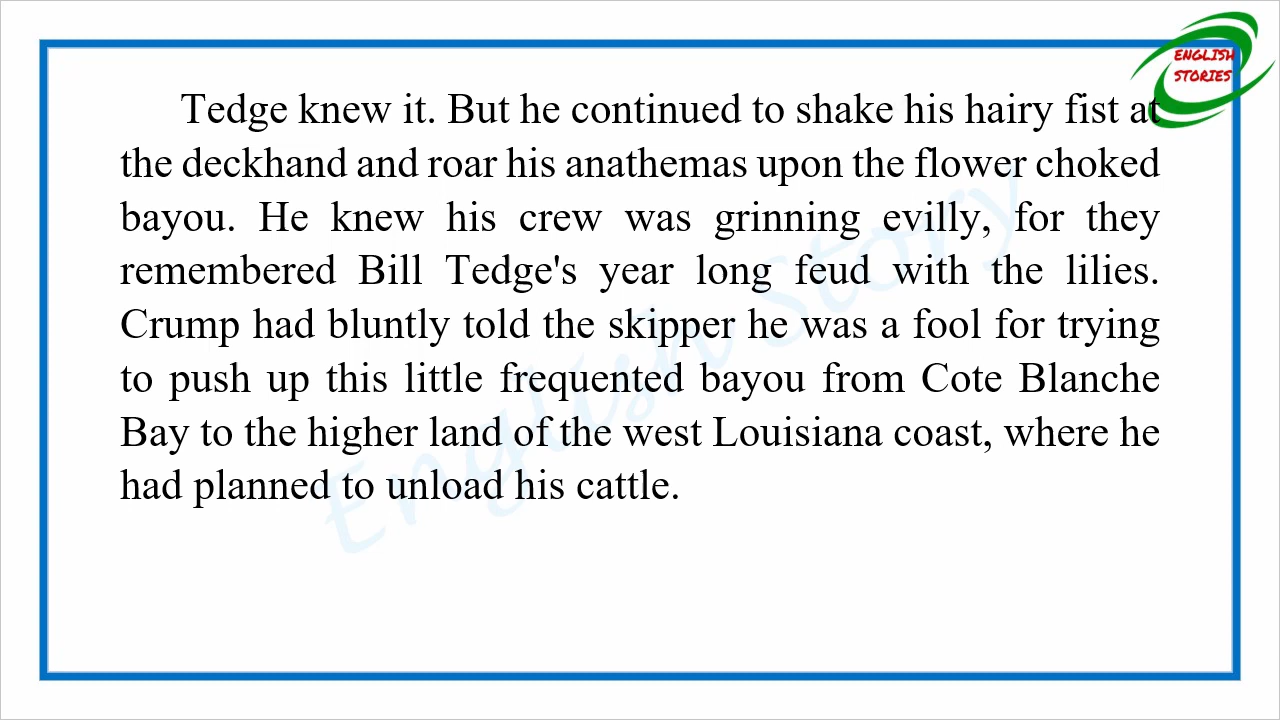 ENGLISH
STORIES
Tedge knew it. But he continued to shake his hairy fist at
the deckhand and roar his anathemas upon the flower choked
bayou. He knew his crew was grinning evilly, for they
remembered Bill Tedge's year long feud with the lilies.
Crump had bluntly told the skipper he was a fool for trying
to push up this little frequented bayou from Cote Blanche
Bay to the higher land of the west Louisiana coast, where he
had planned to unload his cattle.
English Story